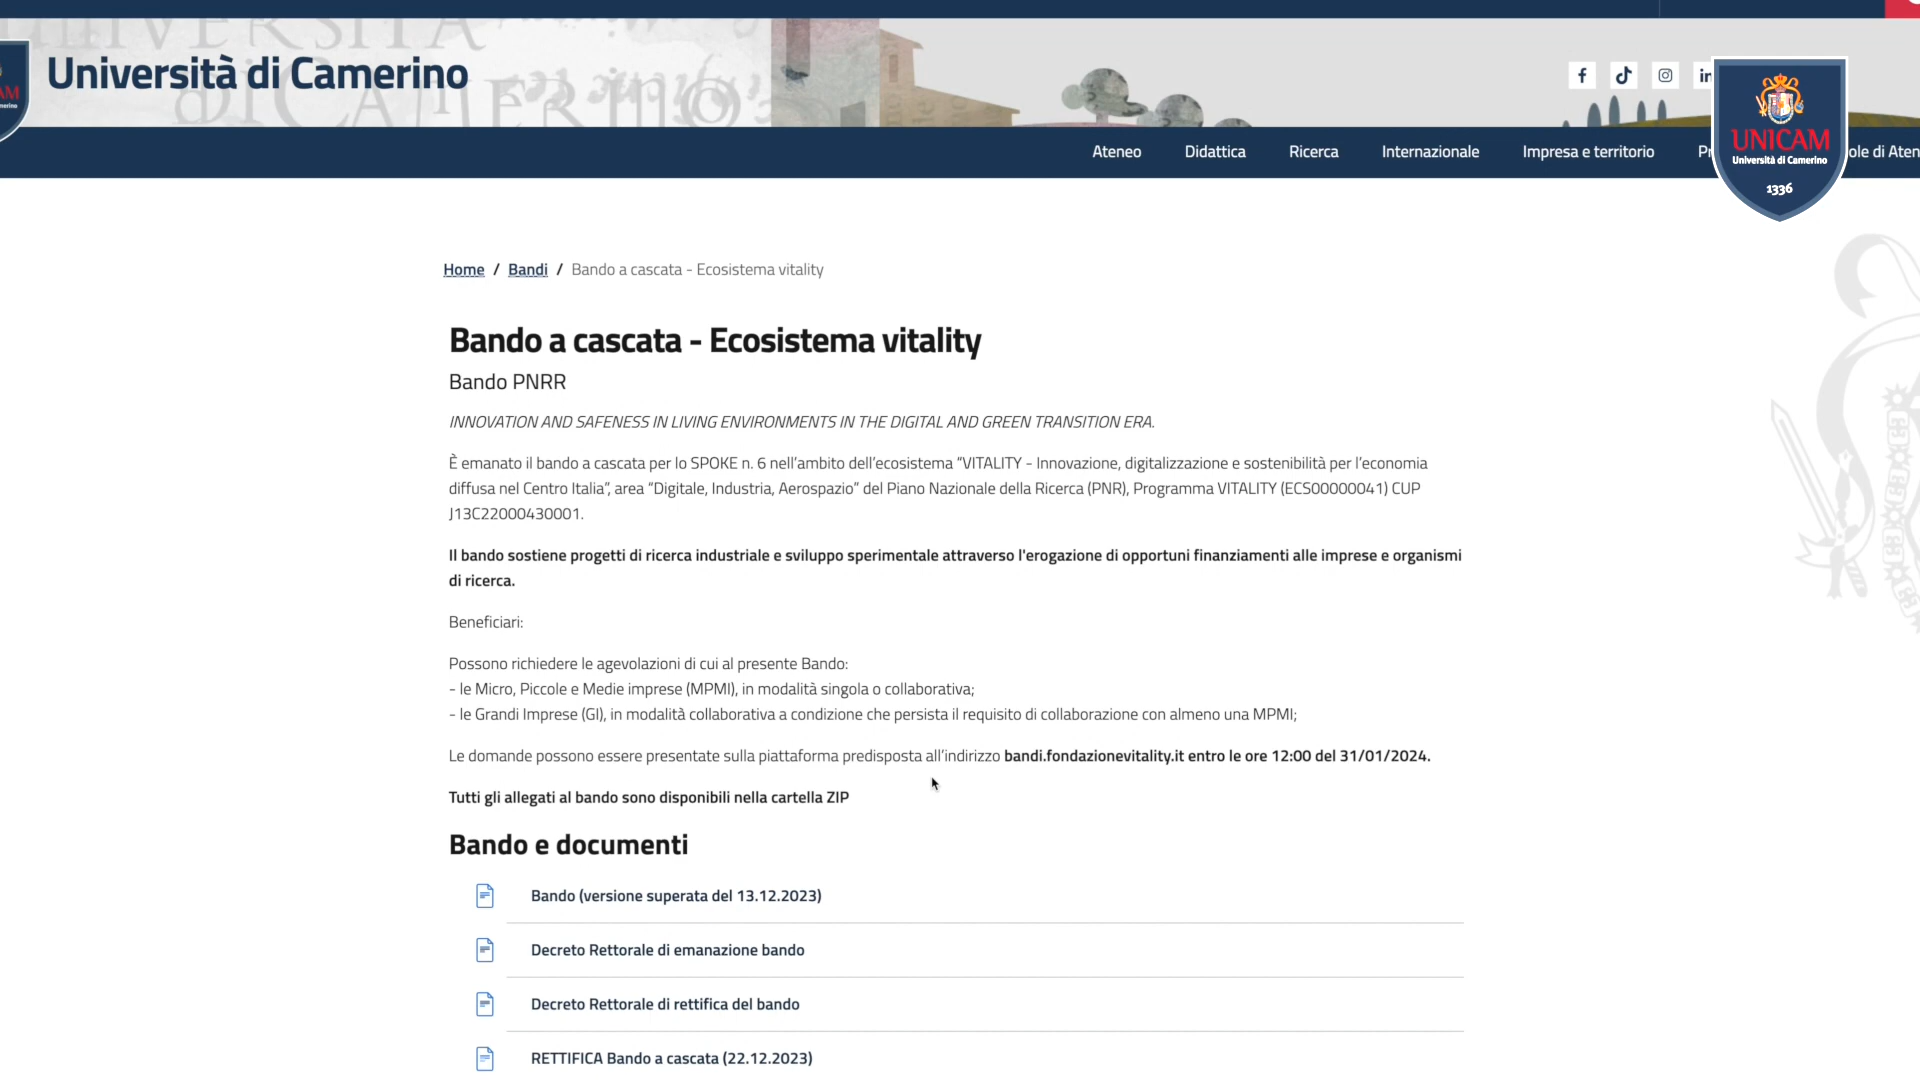 Università di Camerino
Ateneo Didattica Ricerca Internazionale Impresa e territorio
UNICAM
Università di Camerino
1336
Home / Bandi / Bando a cascata - Ecosistema vitality
Bando a cascata - Ecosistema vitality
Bando PNRR
INNOVATION AND SAFENESS IN LIVING ENVIRONMENTS IN THE DIGITAL AND GREEN TRANSITION ERA.
È emanato il bando a cascata per lo SPOKE n. 6 nell’ambito dell’ecosistema “VITALITY - Innovazione, digitalizzazione e sostenibilità per l’economia
diffusa nel Centro Italia”, area “Digitale, Industria, Aerospazio” del Piano Nazionale della Ricerca (PNR), Programma VITALITY (ECS00000041) CUP
J13C22000430001.
Il bando sostiene progetti di ricerca industriale e sviluppo sperimentale attraverso l'erogazione di opportuni finanziamenti alle imprese e organismi
di ricerca.
Beneficiari:
Possono richiedere le agevolazioni di cui al presente Bando:
- le Micro, Piccole e Medie imprese (MPMI), in modalità singola o collaborativa;
- le Grandi Imprese (GI), in modalità collaborativa a condizione che persista il requisito di collaborazione con almeno una MPMI;
Le domande possono essere presentate sulla piattaforma predisposta all’indirizzo bandi.fondazionevitality.it entro le ore 12:00 del 31/01/2024.
Tutti gli allegati al bando sono disponibili nella cartella ZIP
Bando e documenti
Bando (versione superata del 13.12.2023)
Decreto Rettorale di emanazione bando
Decreto Rettorale di rettifica del bando
RETTIFICA Bando a cascata (22.12.2023)